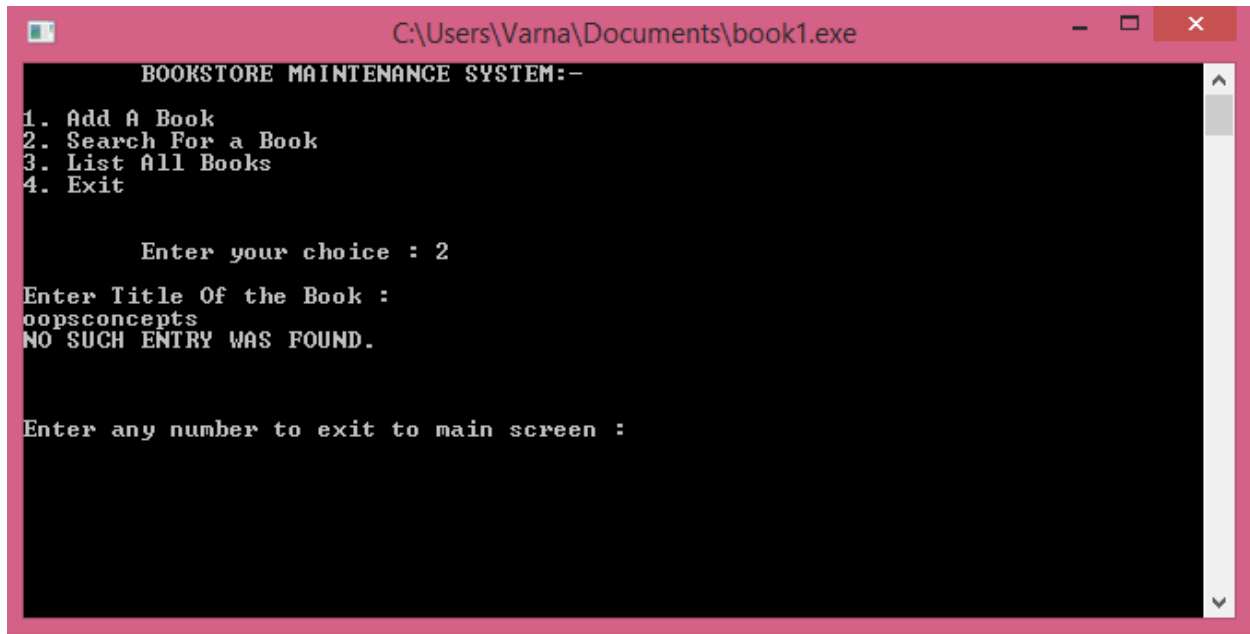 C:\Users\Varna\Documents\book1.exe
BOOKSTORE MAINTENANCE SYSTEM:-
1. Add A Book
2. Search For a Book
3. List All Books
4. Exit
Enter your choice : 2
Enter Title Of the Book :
oopsconcepts
NO SUCH ENTRY WAS FOUND.
Enter any number to exit to main screen :